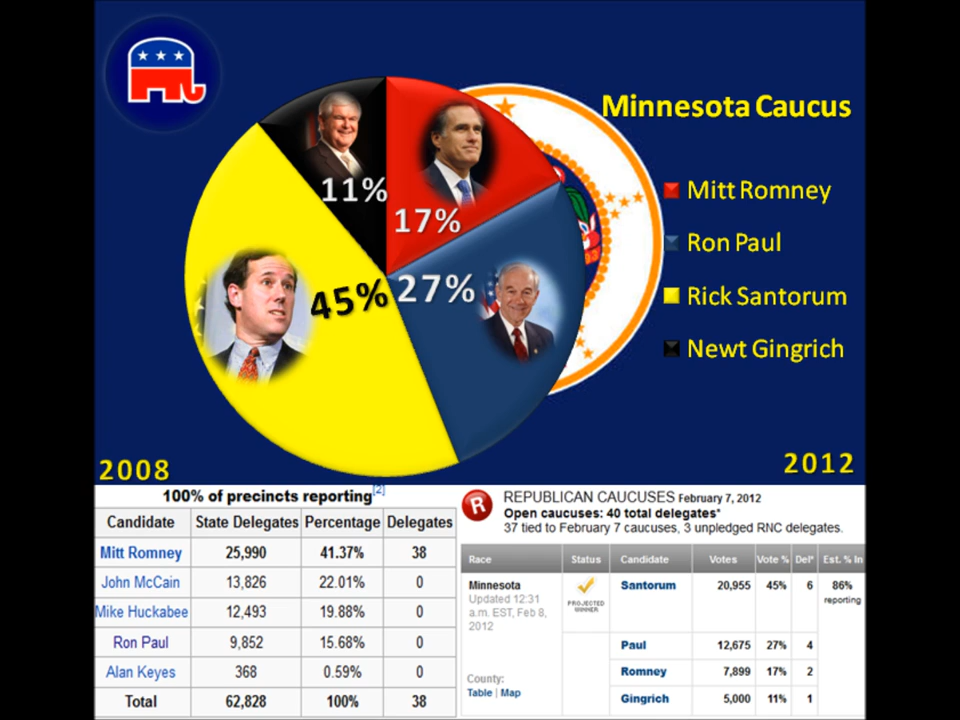 Minnesota Caucus
Mitt Romney
Ron Paul
Rick Santorum
Newt Gingrich
11%
17%
45%
27%
2008
2012
100% of precincts reporting[2]
Candidate State Delegates Percentage Delegates
Mitt Romney 25,990 41.37% 38
John McCain 13,826 22.01% 0
Mike Huckabee 12,493 19.88% 0
Ron Paul 9,852 15.68% 0
Alan Keyes 368 0.59% 0
Total 62,828 100% 38
R
REPUBLICAN CAUCUSES February 7, 2012
Open caucuses: 40 total delegates*
37 tied to February 7 caucuses, 3 unpledged RNC delegates.
Race Status Candidate Votes Vote % Del* Est. % In
Minnesota Santorum 20,955 45% 6 86%
Updated 12:31 reporting
a.m. EST, Feb 8, PROJECTED WINNER
2012
Paul 12,675 27% 4
Romney 7,899 17% 2
County:
Table | Map
Gingrich 5,000 11% 1